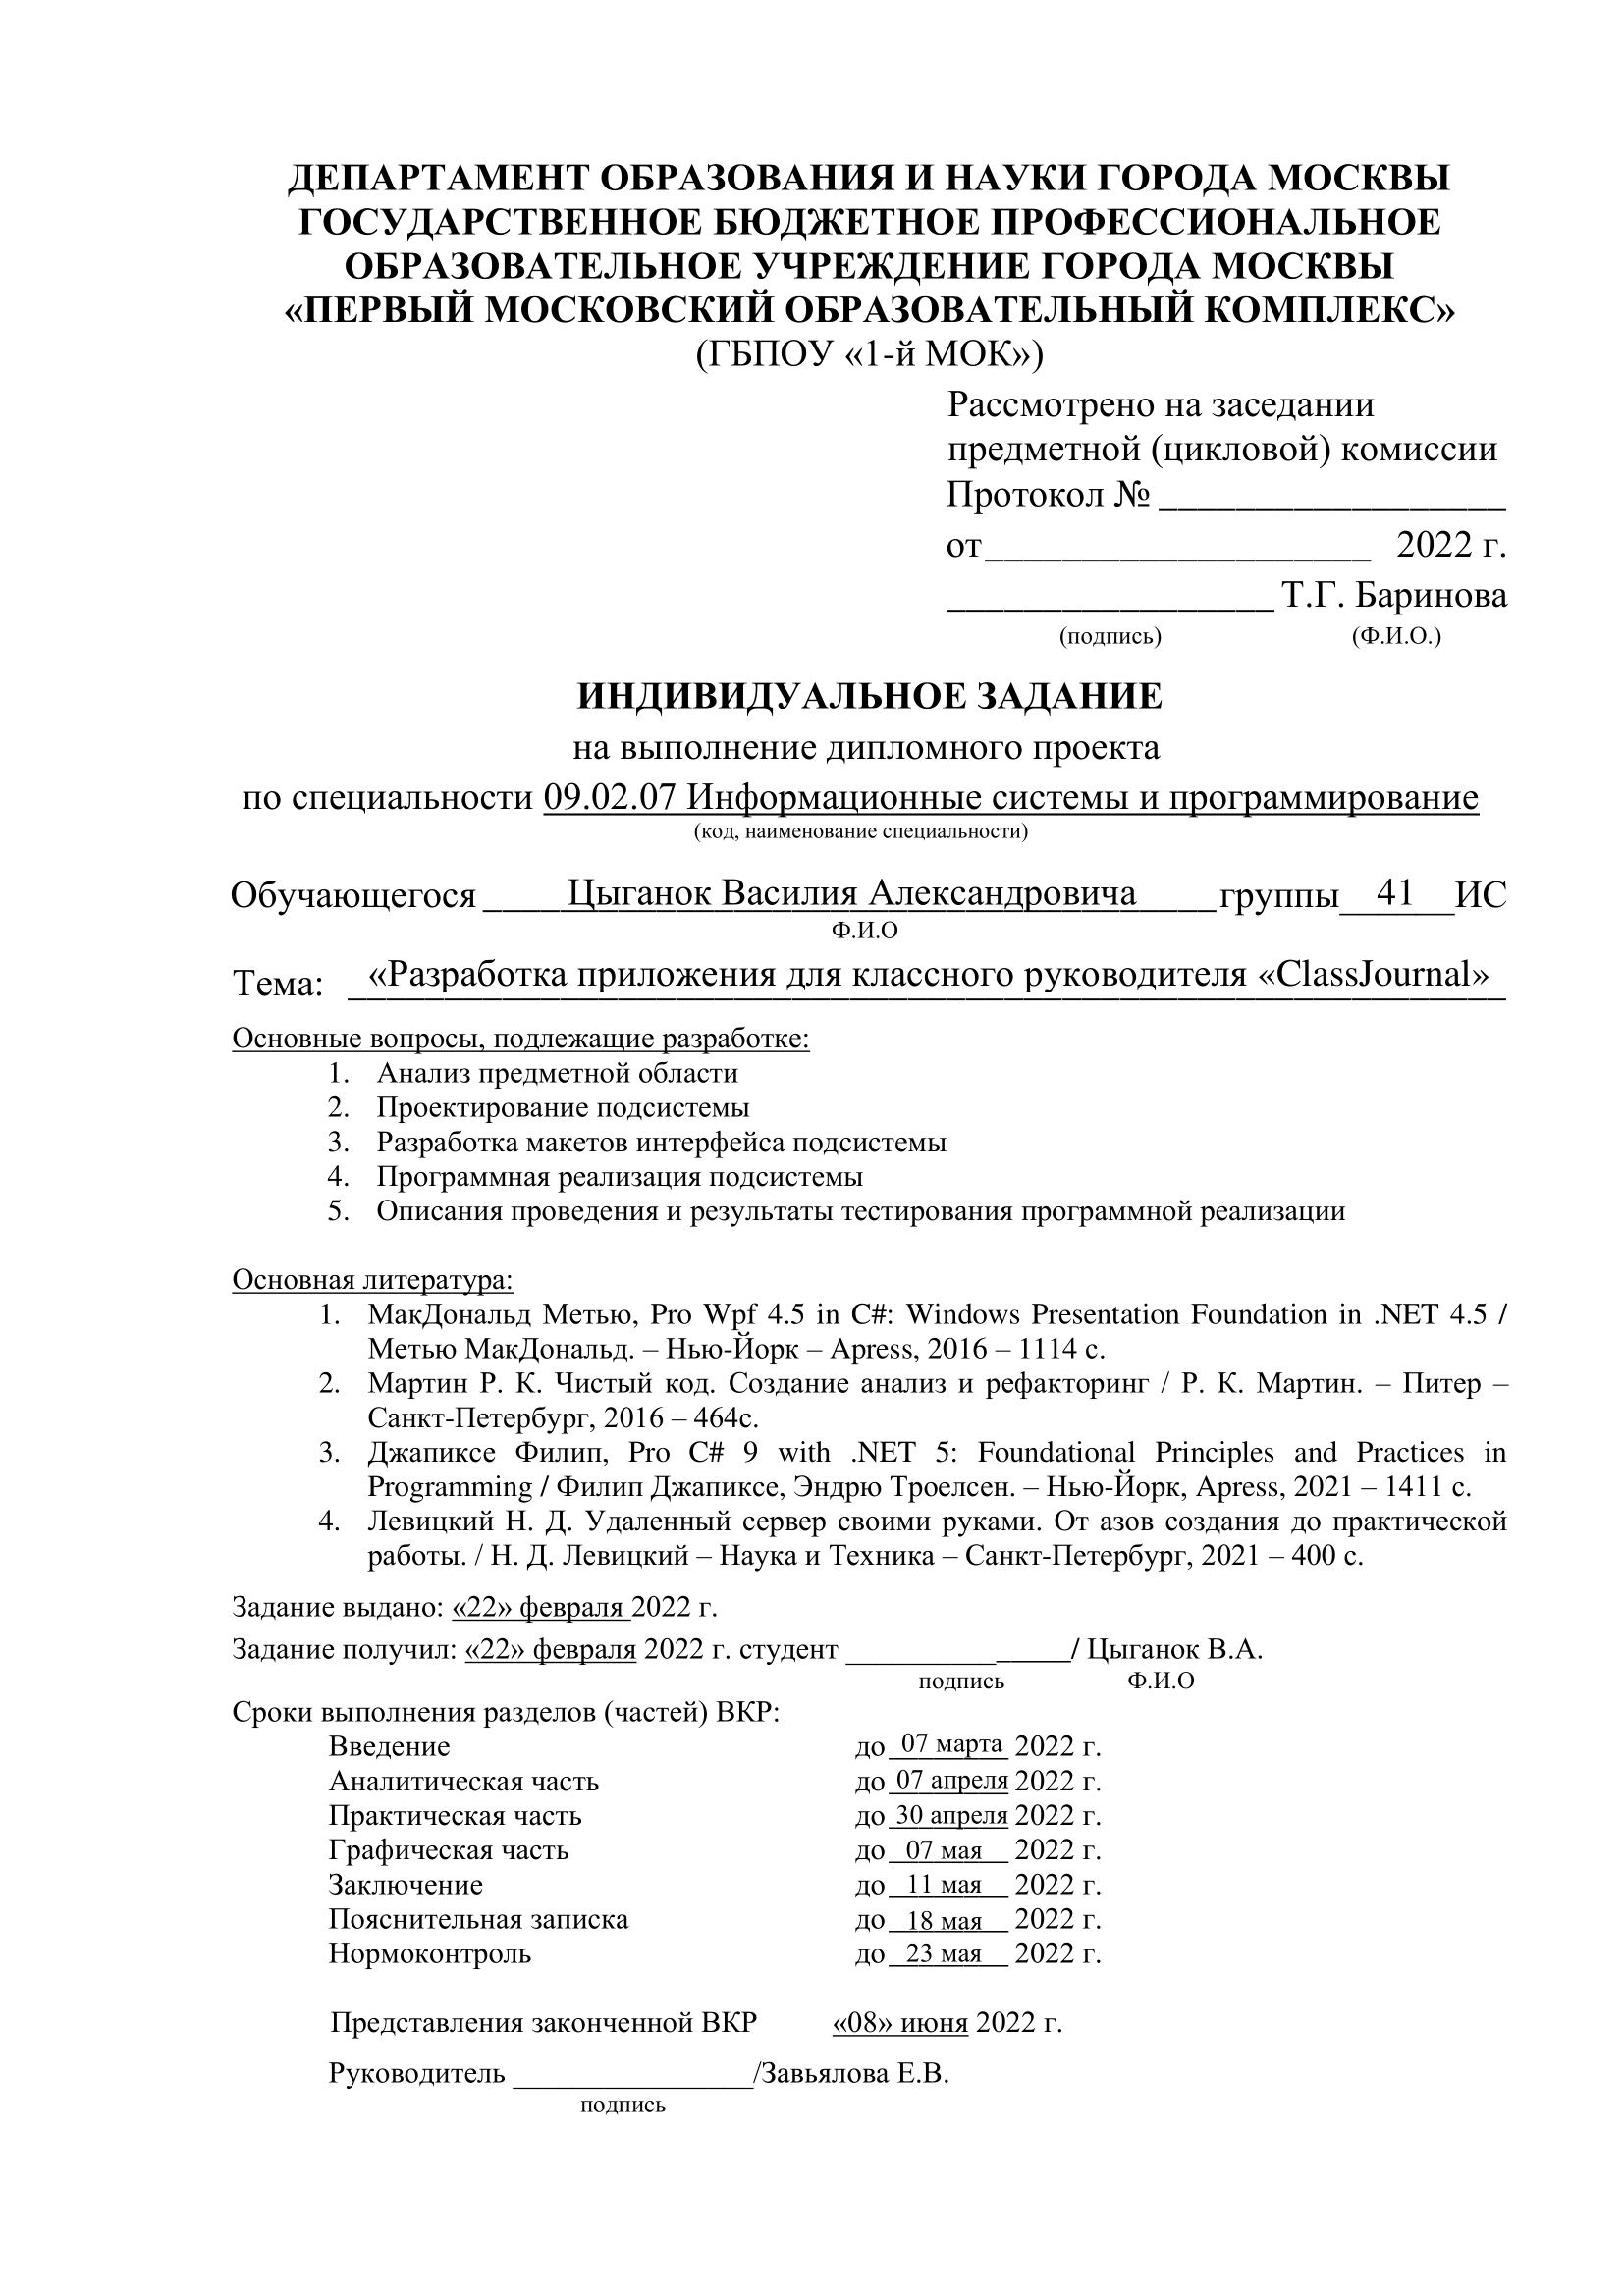 ДЕПАРТАМЕНТ ОБРАЗОВАНИЯ И НАУКИ ГОРОДА МОСКВЫ
ГОСУДАРСТВЕННОЕ БЮДЖЕТНОЕ ПРОФЕССИОНАЛЬНОЕ
ОБРАЗОВАТЕЛЬНОЕ УЧРЕЖДЕНИЕ ГОРОДА МОСКВЫ
«ПЕРВЫЙ МОСКОВСКИЙ ОБРАЗОВАТЕЛЬНЫЙ КОМПЛЕКС»
(ГБПОУ «1-й МОК»)
Рассмотрено на заседании
предметной (цикловой) комиссии
Протокол № __________________
от____________________ 2022 г.
_________________ Т.Г. Баринова
(подпись) (Ф.И.О.)
ИНДИВИДУАЛЬНОЕ ЗАДАНИЕ
на выполнение дипломного проекта
по специальности 09.02.07 Информационные системы и программирование
(код, наименование специальности)
Обучающегося Цыганок Василия Александровича группы 41 ИС
Ф.И.О
Тема: «Разработка приложения для классного руководителя «ClassJournal»
Основные вопросы, подлежащие разработке:
1. Анализ предметной области
2. Проектирование подсистемы
3. Разработка макетов интерфейса подсистемы
4. Программная реализация подсистемы
5. Описания проведения и результаты тестирования программной реализации
Основная литература:
1. МакДональд Метью, Pro Wpf 4.5 in C#: Windows Presentation Foundation in .NET 4.5 /
Метью МакДональд. – Нью-Йорк – Apress, 2016 – 1114 с.
2. Мартин Р. К. Чистый код. Создание анализ и рефакторинг / Р. К. Мартин. – Питер –
Санкт-Петербург, 2016 – 464с.
3. Джапиксе Филип, Pro C# 9 with .NET 5: Foundational Principles and Practices in
Programming / Филип Джапиксе, Эндрю Троелсен. – Нью-Йорк, Apress, 2021 – 1411 с.
4. Левицкий Н. Д. Удаленный сервер своими руками. От азов создания до практической
работы. / Н. Д. Левицкий – Наука и Техника – Санкт-Петербург, 2021 – 400 с.
Задание выдано: «22» февраля 2022 г.
Задание получил: «22» февраля 2022 г. студент _______________/ Цыганок В.А.
подпись Ф.И.О
Сроки выполнения разделов (частей) ВКР:
Введение до 07 марта 2022 г.
Аналитическая часть до 07 апреля 2022 г.
Практическая часть до 30 апреля 2022 г.
Графическая часть до 07 мая 2022 г.
Заключение до 11 мая 2022 г.
Пояснительная записка до 18 мая 2022 г.
Нормоконтроль до 23 мая 2022 г.
Представления законченной ВКР «08» июня 2022 г.
Руководитель ________________/Завьялова Е.В.
подпись